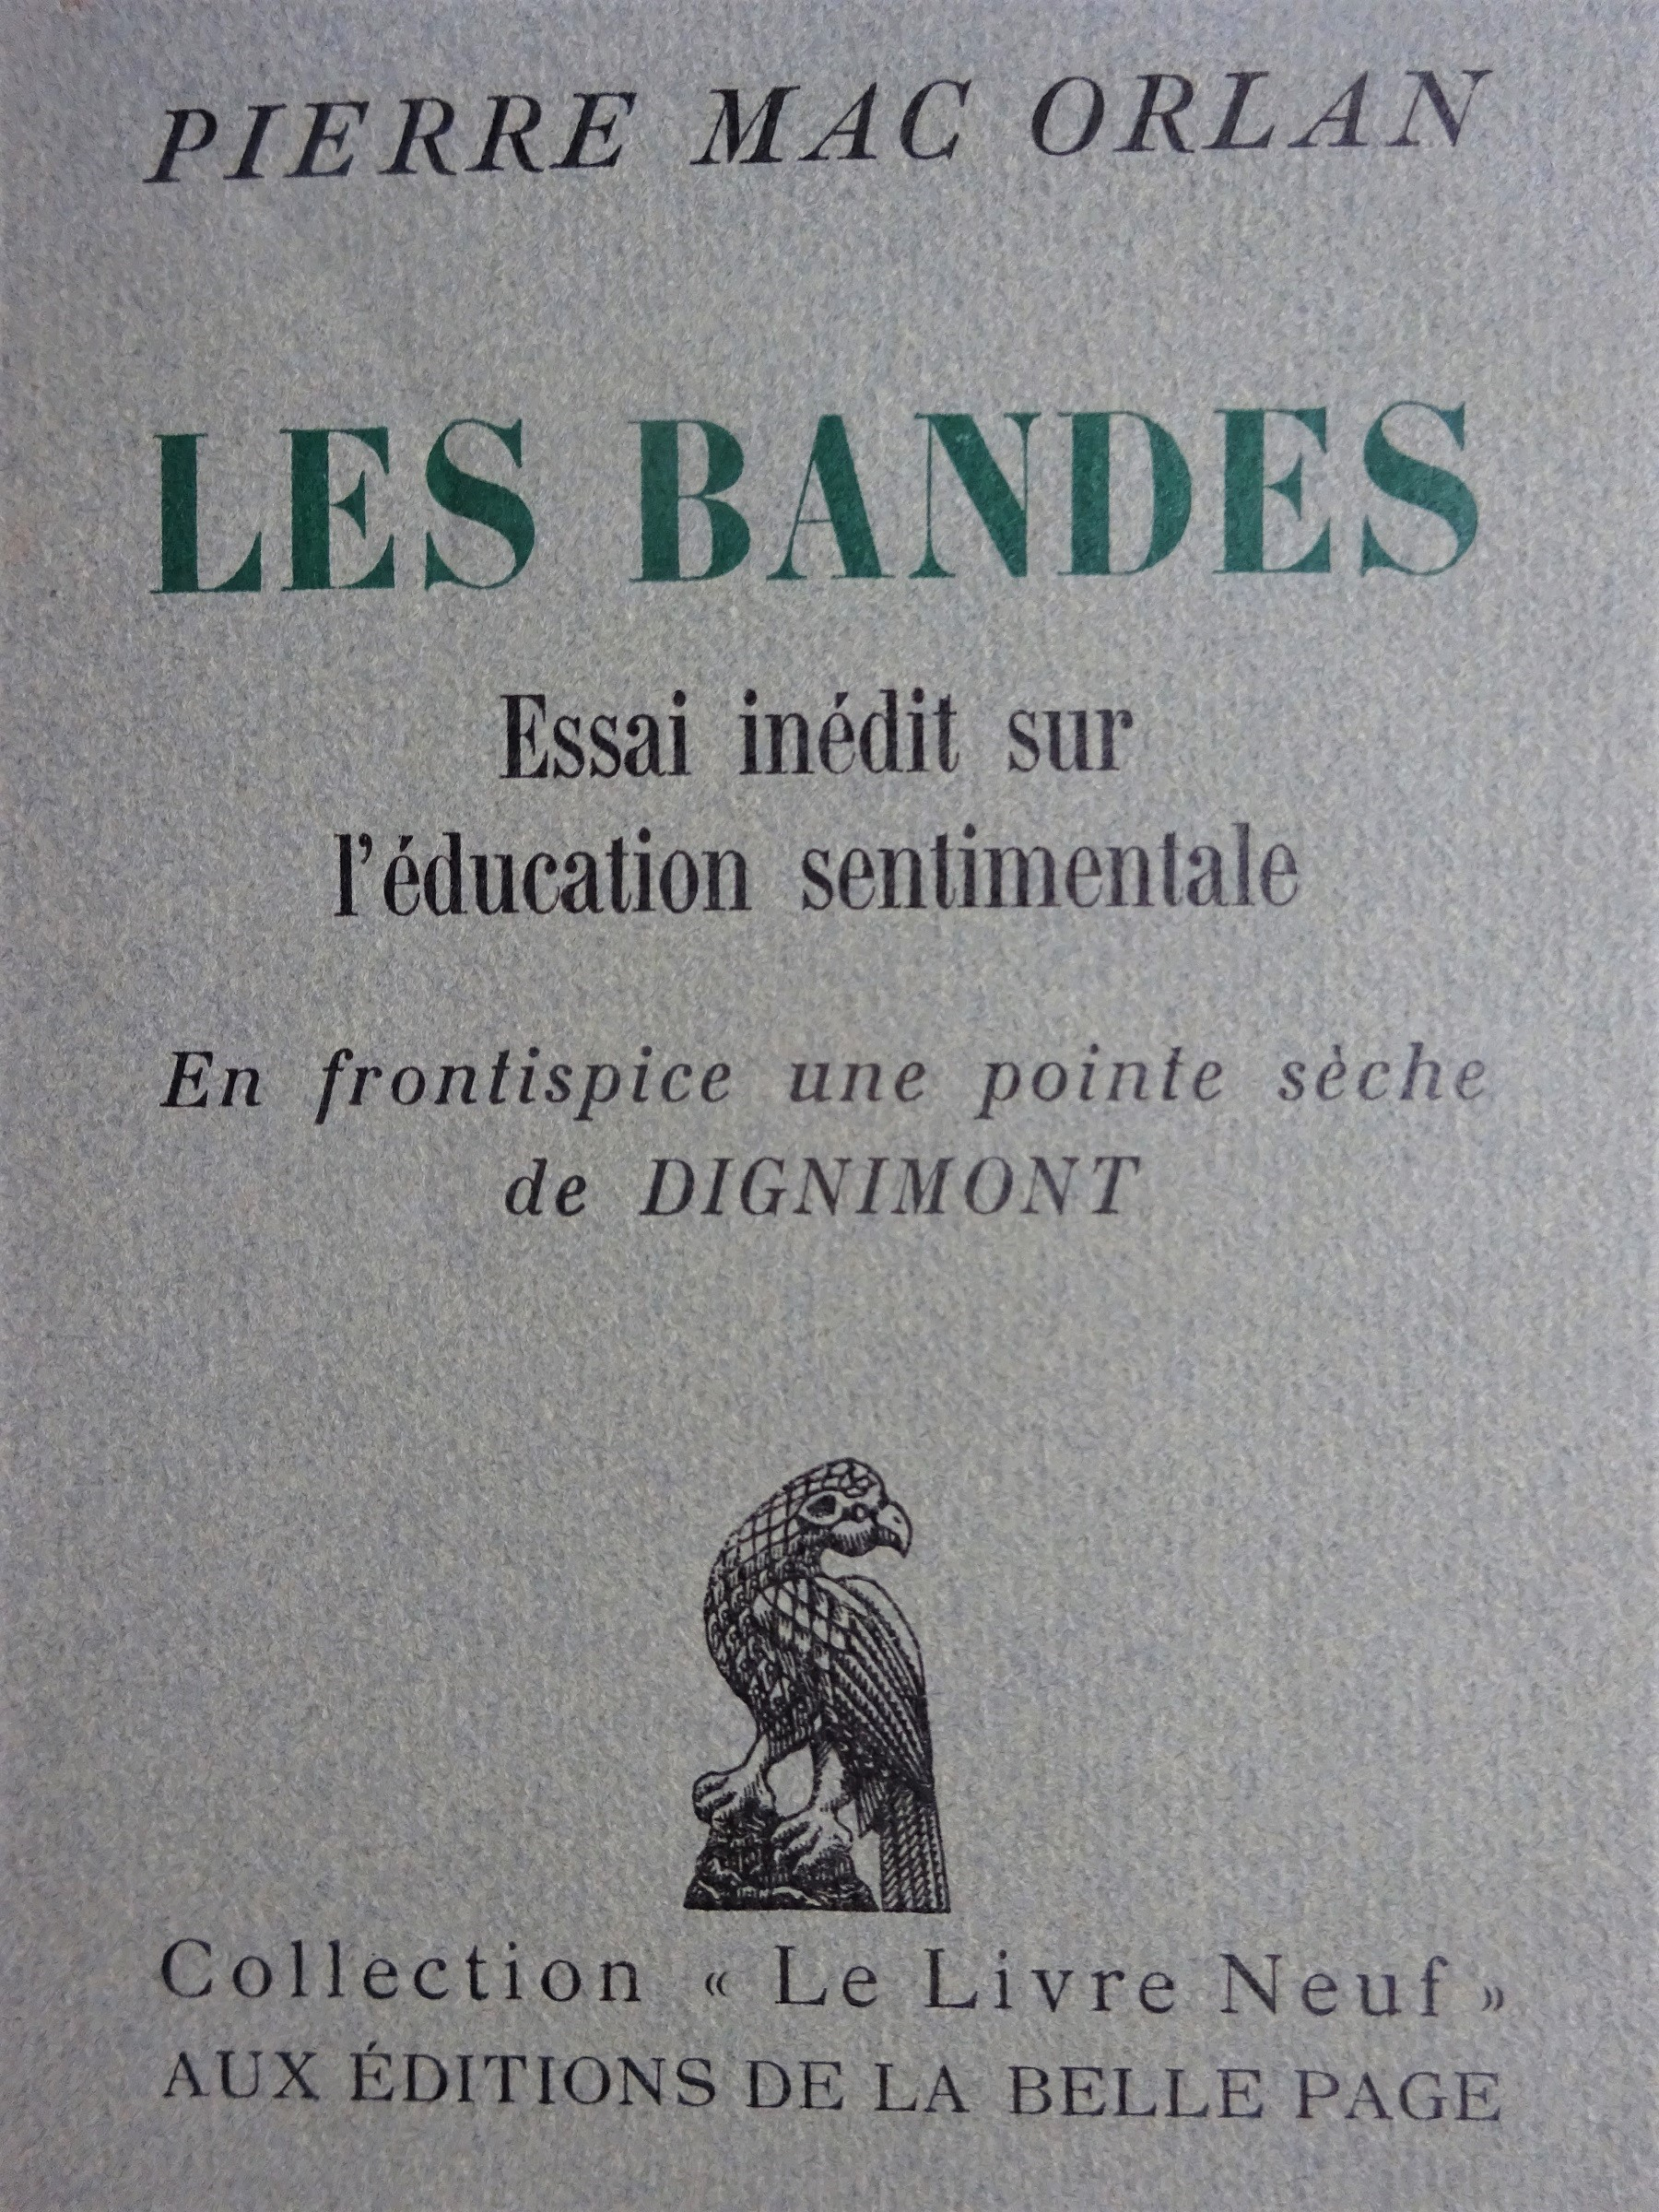 PIERRE MAC ORLAN
LES BANDES
Essai inédit sur
l'éducation sentimentale
En frontispice une pointe sèche
de DIGNIMONT
Collection « Le Livre Neuf »
AUX ÉDITIONS DE LA BELLE PAGE